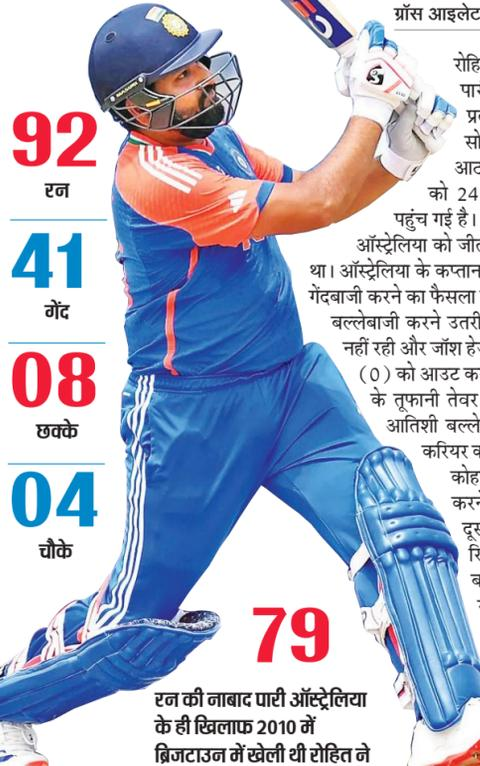 ग्रॉस आइलेट
92
रन
41
गेंद
08
छक्के
04
चौके
को 24
पहुंच गई है।
ऑस्ट्रेलिया को जीत
था। ऑस्ट्रेलिया के कप्तान
गेंदबाजी करने का फैसला
बल्लेबाजी करने उतरी
नहीं रही और जॉश हे
(0) को आउट क
के तूफानी तेवर
आतिशी बल्ले
करियर क
कोह
करने
दूस
79
रन की नाबाद पारी ऑस्ट्रेलिया
के ही खिलाफ 2010 में
ब्रिजटाउन में खेली थी रोहित ने